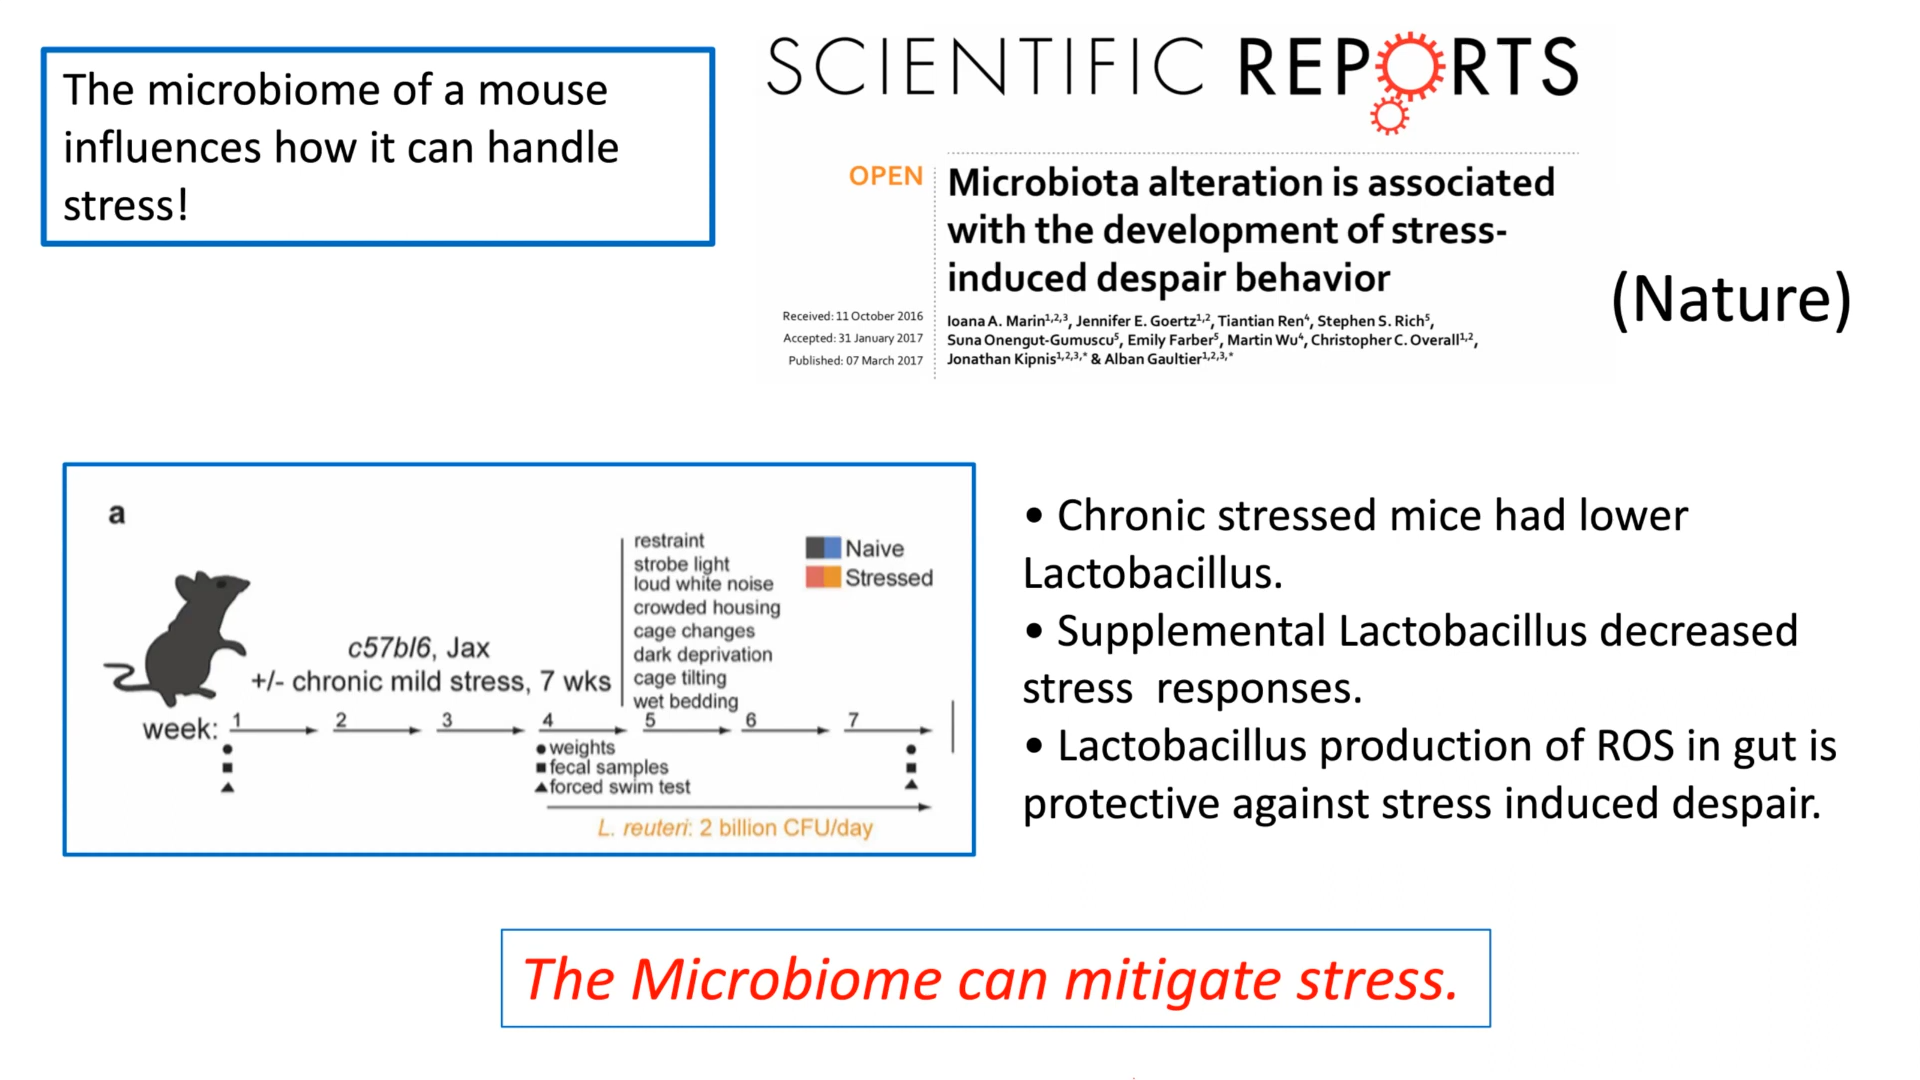 The microbiome of a mouse
influences how it can handle
stress!
SCIENTIFIC REPORTS
OPEN
Microbiota alteration is associated
with the development of stress-
induced despair behavior
(Nature)
Received: 11 October 2016
Accepted: 31 January 2017
Published: 07 March 2017
Ioana A. Marin1,2,3, Jennifer E. Goertz1,2, Tiantian Ren4, Stephen S. Rich5,
Suna Onengut-Gumuscu5, Emily Farber5, Martin Wu4, Christopher C. Overall1,2,
Jonathan Kipnis1,2,3,* & Alban Gaultier1,2,3,*
a
c57bl6, Jax
+/- chronic mild stress, 7 wks
restraint
strobe light
loud white noise
crowded housing
cage changes
dark deprivation
cage tilting
wet bedding
Naive
Stressed
week: 1 2 3 4 5 6 7
● weights
■ fecal samples
▲ forced swim test
L. reuteri: 2 billion CFU/day
• Chronic stressed mice had lower
Lactobacillus.
• Supplemental Lactobacillus decreased
stress  responses.
• Lactobacillus production of ROS in gut is
protective against stress induced despair.
The Microbiome can mitigate stress.